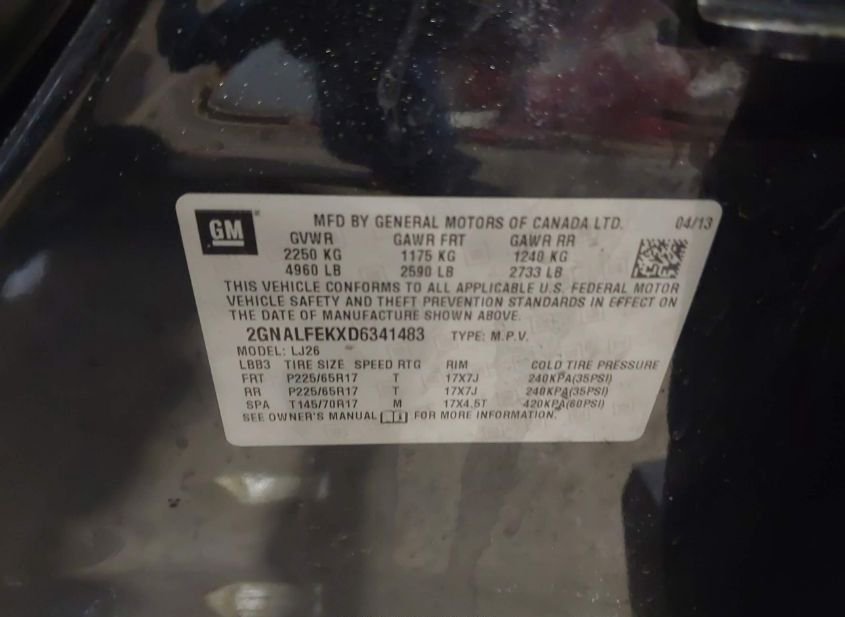 GM MFD BY GENERAL MOTORS OF CANADA LTD. 04/13
GVWR GAWR FRT GAWR RR
2250 KG 1175 KG 1240 KG
4960 LB 2590 LB 2733 LB
THIS VEHICLE CONFORMS TO ALL APPLICABLE U.S. FEDERAL MOTOR
VEHICLE SAFETY AND THEFT PREVENTION STANDARDS IN EFFECT ON
THE DATE OF MANUFACTURE SHOWN ABOVE.
2GNALFEKXD6341483 TYPE: M.P.V.
MODEL: LJ26
LBB3 TIRE SIZE SPEED RTG RIM COLD TIRE PRESSURE
FRT P225/65R17 T 17X7J 240KPA(35PSI)
RR P225/65R17 T 17X7J 240KPA(35PSI)
SPA T145/70R17 M 17X4.5T 420KPA(60PSI)
SEE OWNER'S MANUAL FOR MORE INFORMATION.